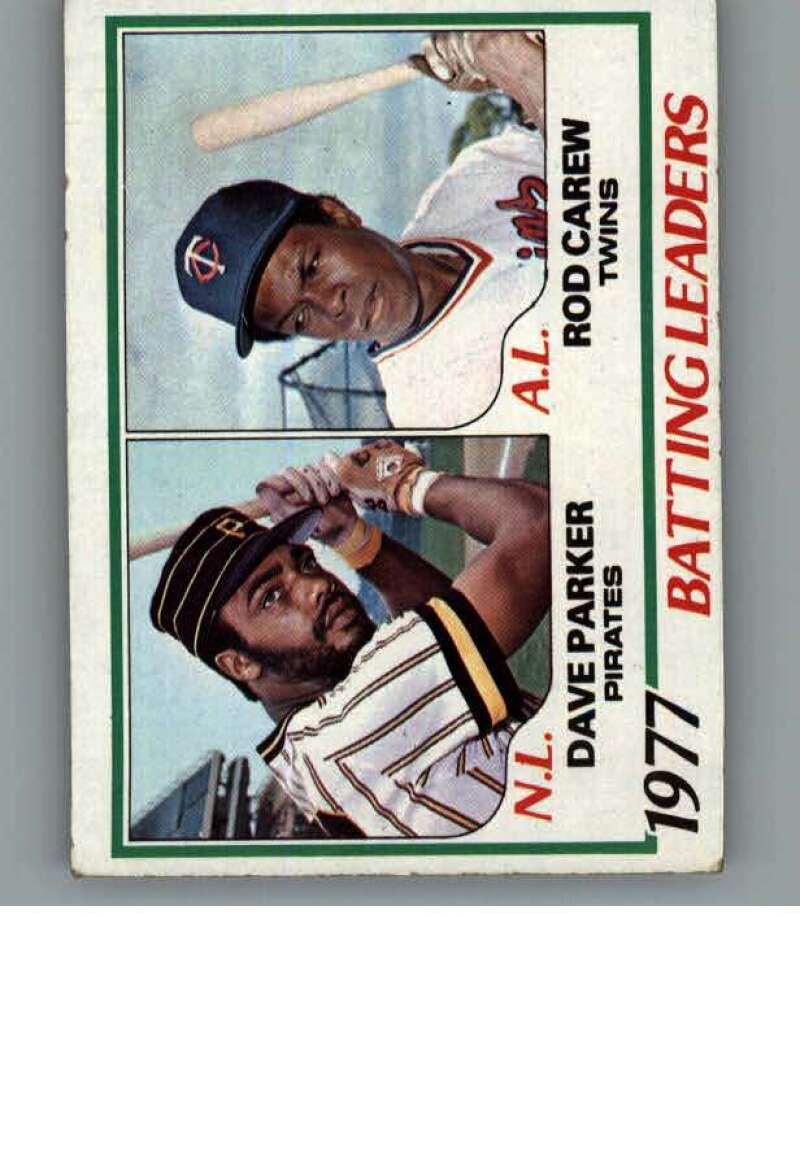 N.L.
DAVE PARKER
PIRATES
A.L.
ROD CAREW
TWINS
1977
BATTING LEADERS